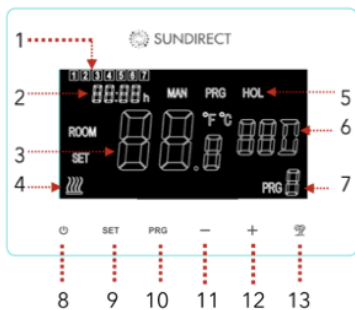 SUNDIRECT
1
1 2 3 4 5 6 7
2 88:88 h MAN PRG HOL 5
°F °C 6
ROOM 88.8 88D
3 SET
4 PRG 8 7
SET PRG − +
8 9 10 11 12 13